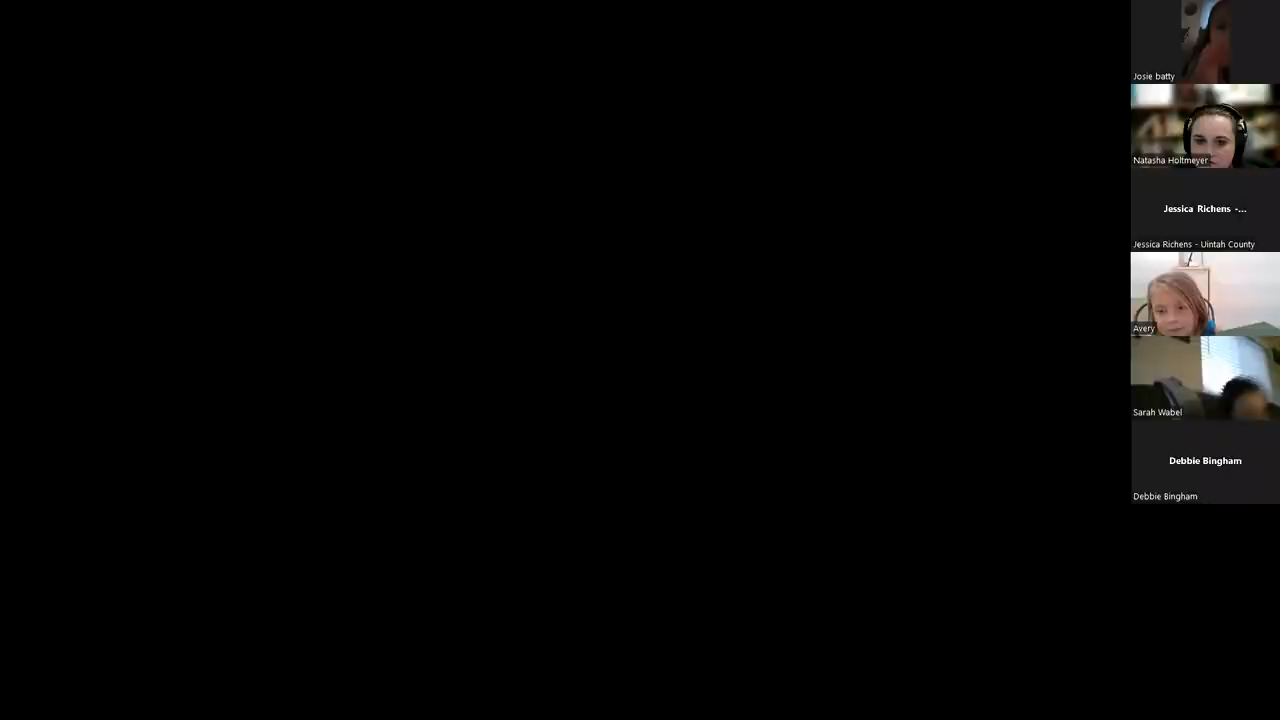 Josie batty
Natasha Holtmeyer
Jessica Richens -...
Jessica Richens - Uintah County
Avery
Sarah Wabel
Debbie Bingham
Debbie Bingham